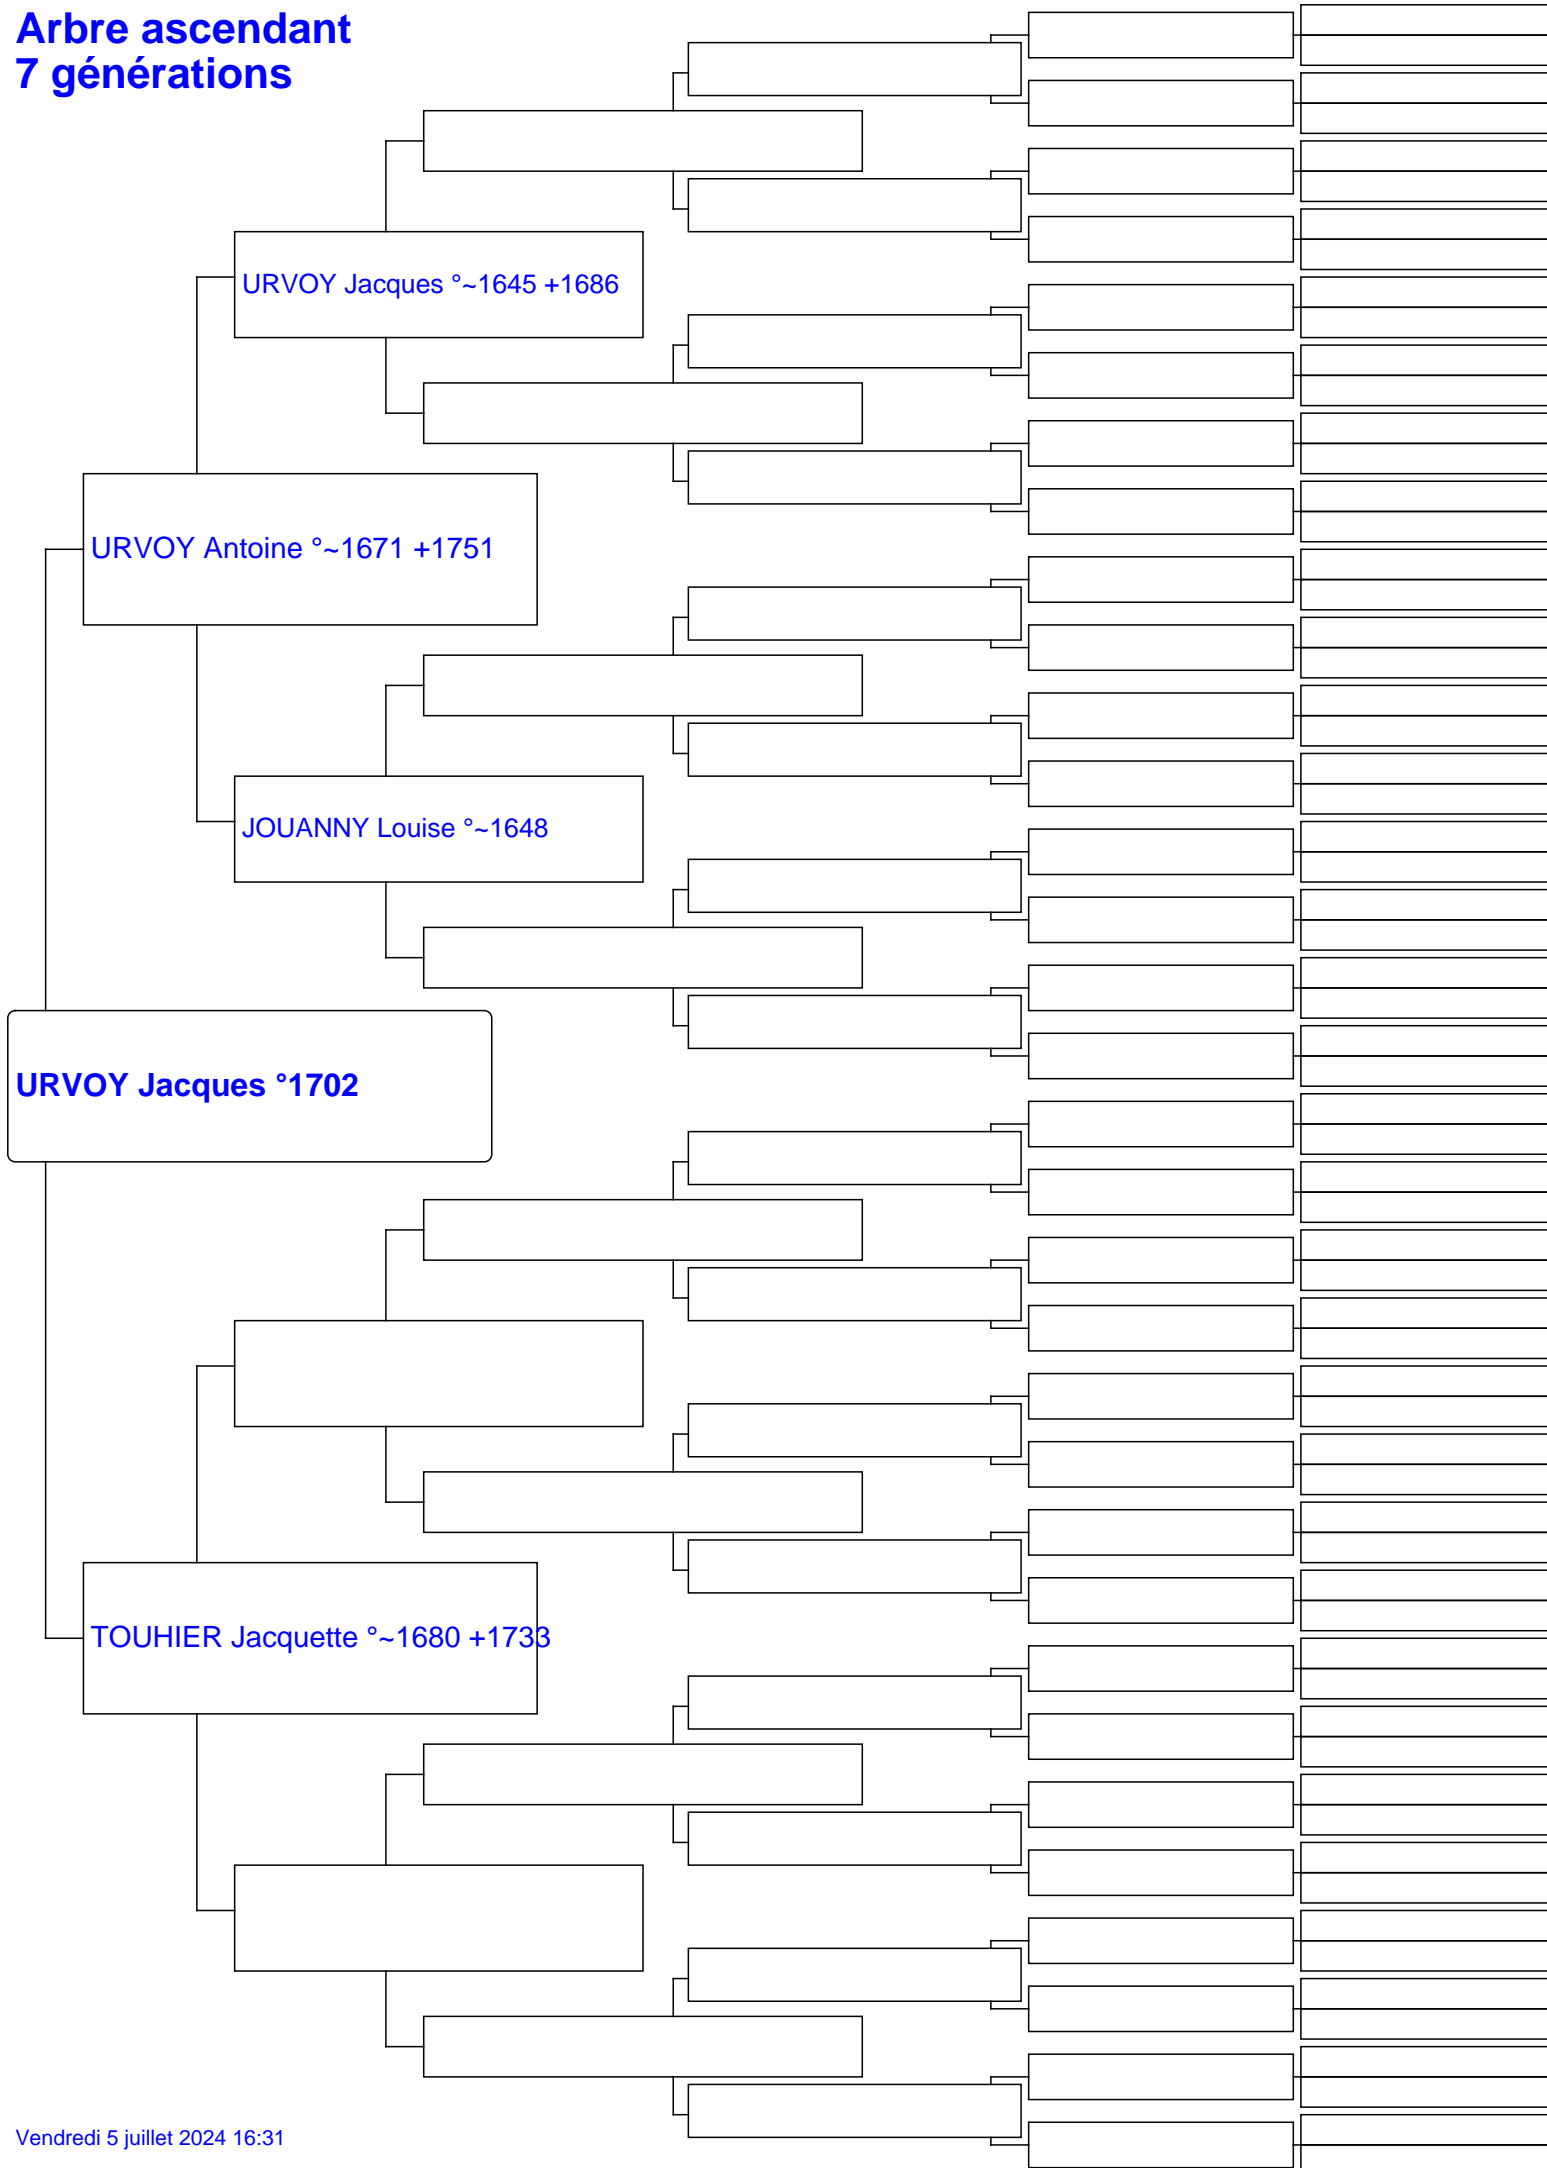 Arbre ascendant
7 générations
URVOY Jacques °~1645 +1686
URVOY Antoine °~1671 +1751
JOUANNY Louise °~1648
URVOY Jacques °1702
TOUHIER Jacquette °~1680 +1733
Vendredi 5 juillet 2024 16:31